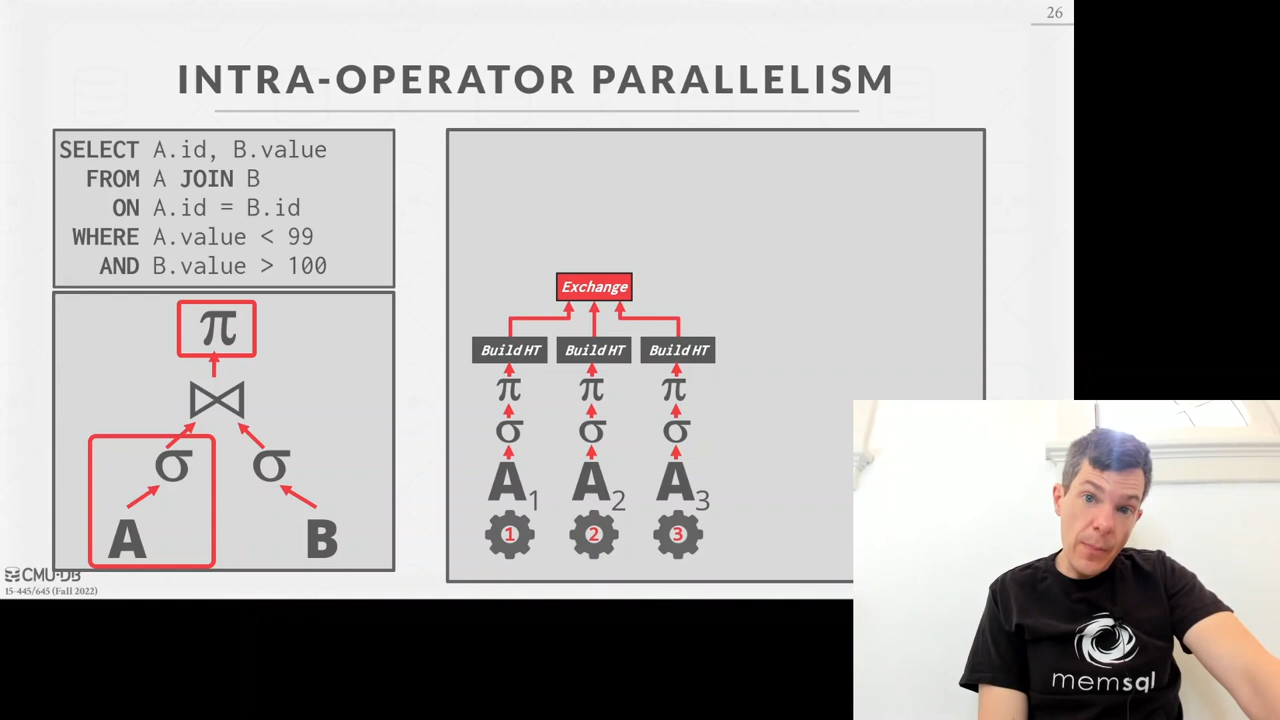 26
INTRA-OPERATOR PARALLELISM
SELECT A.id, B.value
FROM A JOIN B
ON A.id = B.id
WHERE A.value < 99
AND B.value > 100
π
⋈
σ σ
A B
Exchange
Build HT Build HT Build HT
π π π
σ σ σ
A1 A2 A3
1 2 3
CMU·DB
15-445/645 (Fall 2022)
memsql